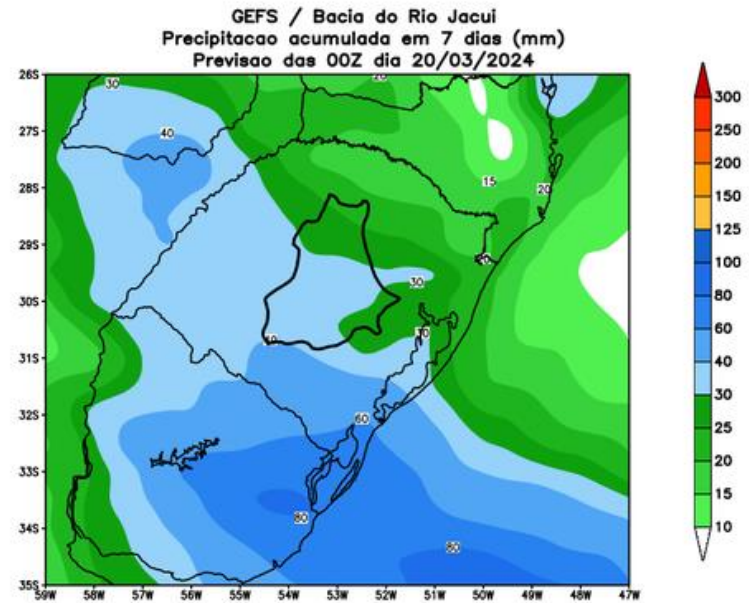 GEFS / Bacia do Rio Jacui
Precipitacao acumulada em 7 dias (mm)
Previsao das 00Z dia 20/03/2024
26S
27S
28S
29S
30S
31S
32S
33S
34S
35S
59W 58W 57W 56W 55W 54W 53W 52W 51W 50W 49W 48W 47W
30
20
40
15
20
30
30
40
60
80
80
300
250
200
150
125
100
80
60
40
30
20
15
10